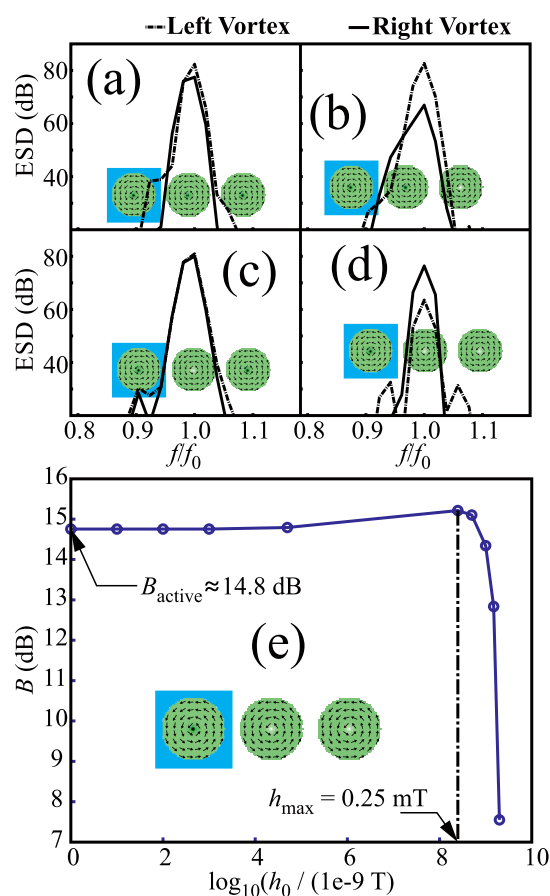 Left Vortex Right Vortex
(a) (b)
ESD (dB)
80
60
40
(c) (d)
ESD (dB)
80
60
40
0.8 0.9 1.0 1.1 0.8 0.9 1.0 1.1
f/f0 f/f0
16
15
14
13
12
11
10
9
8
7
B (dB)
Bactive≈14.8 dB
(e)
hmax = 0.25 mT
0 2 4 6 8 10
log10(h0 / (1e-9 T)